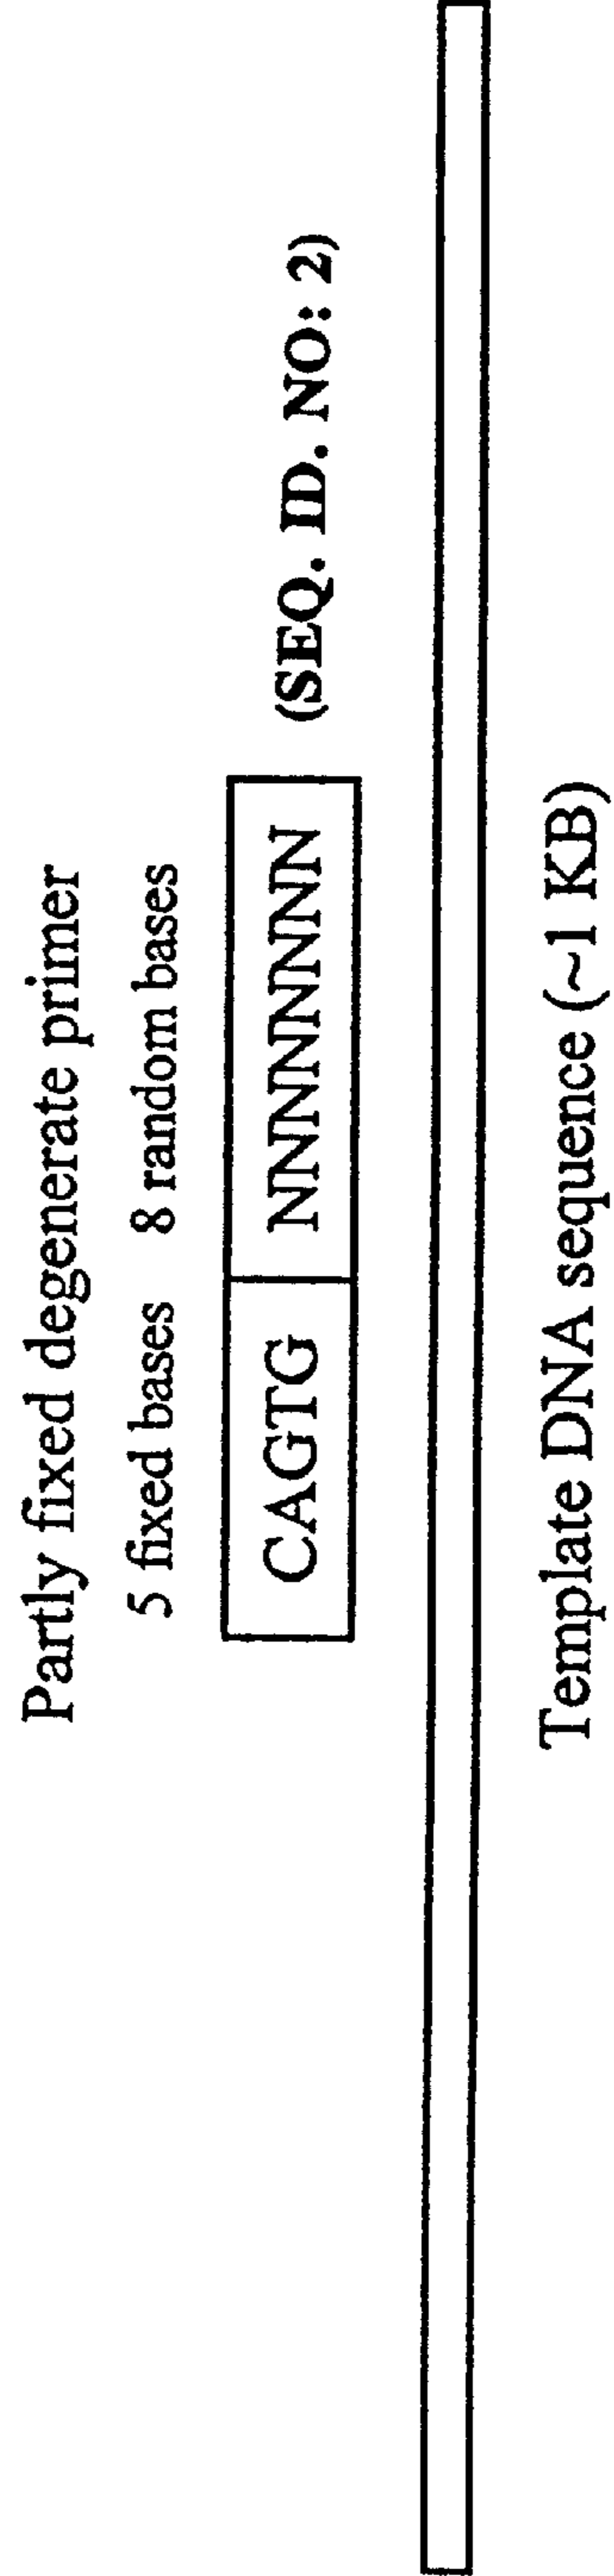 Partly fixed degenerate primer
5 fixed bases 8 random bases
CAGTG NNNNNNNN (SEQ. ID. NO: 2)
Template DNA sequence (~1 KB)